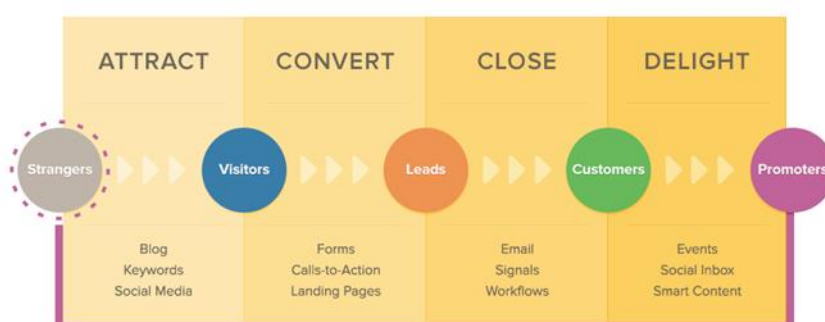 ATTRACT
CONVERT
CLOSE
DELIGHT
Strangers
Visitors
Leads
Customers
Promoters
Blog
Keywords
Social Media
Forms
Calls-to-Action
Landing Pages
Email
Signals
Workflows
Events
Social Inbox
Smart Content